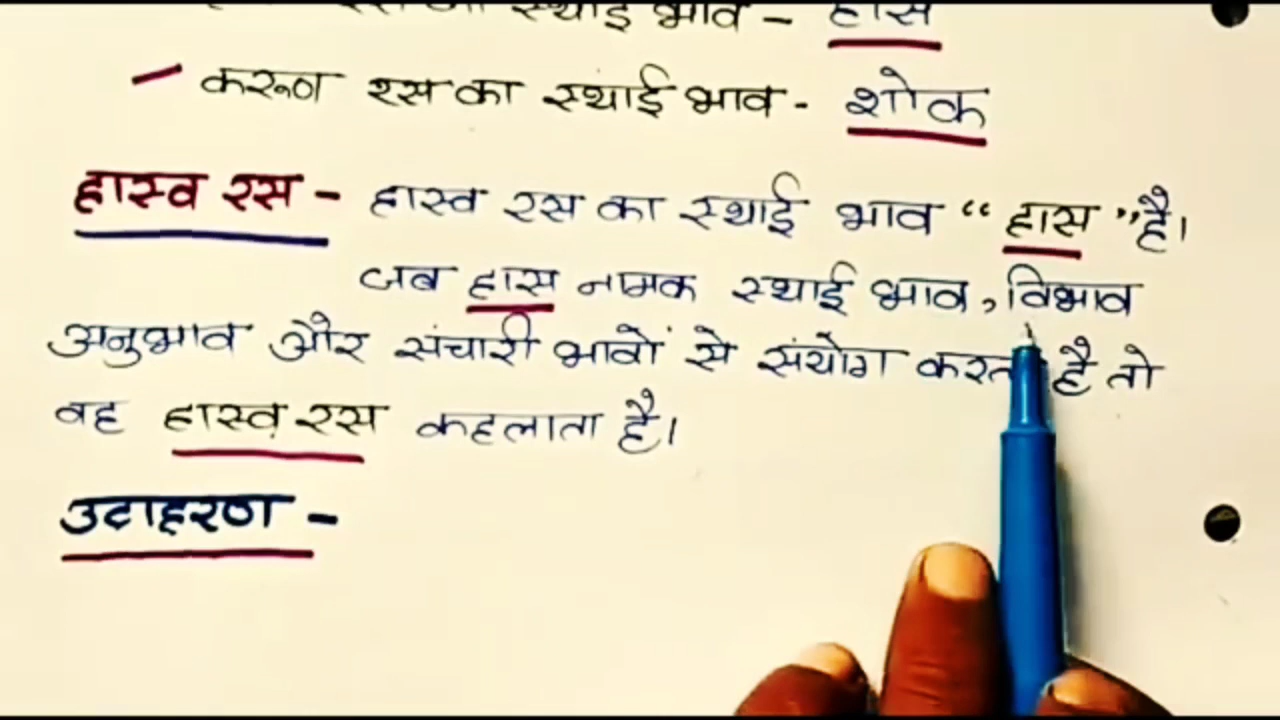 स्थाई भाव - हास
करुण रस का स्थाई भाव - शोक
हास्य रस - हास्य रस का स्थाई भाव “हास” है।
जब हास नामक स्थाई भाव, विभाव
अनुभाव और संचारी भावों से संयोग करता है तो
वह हास्य रस कहलाता है।
उदाहरण -